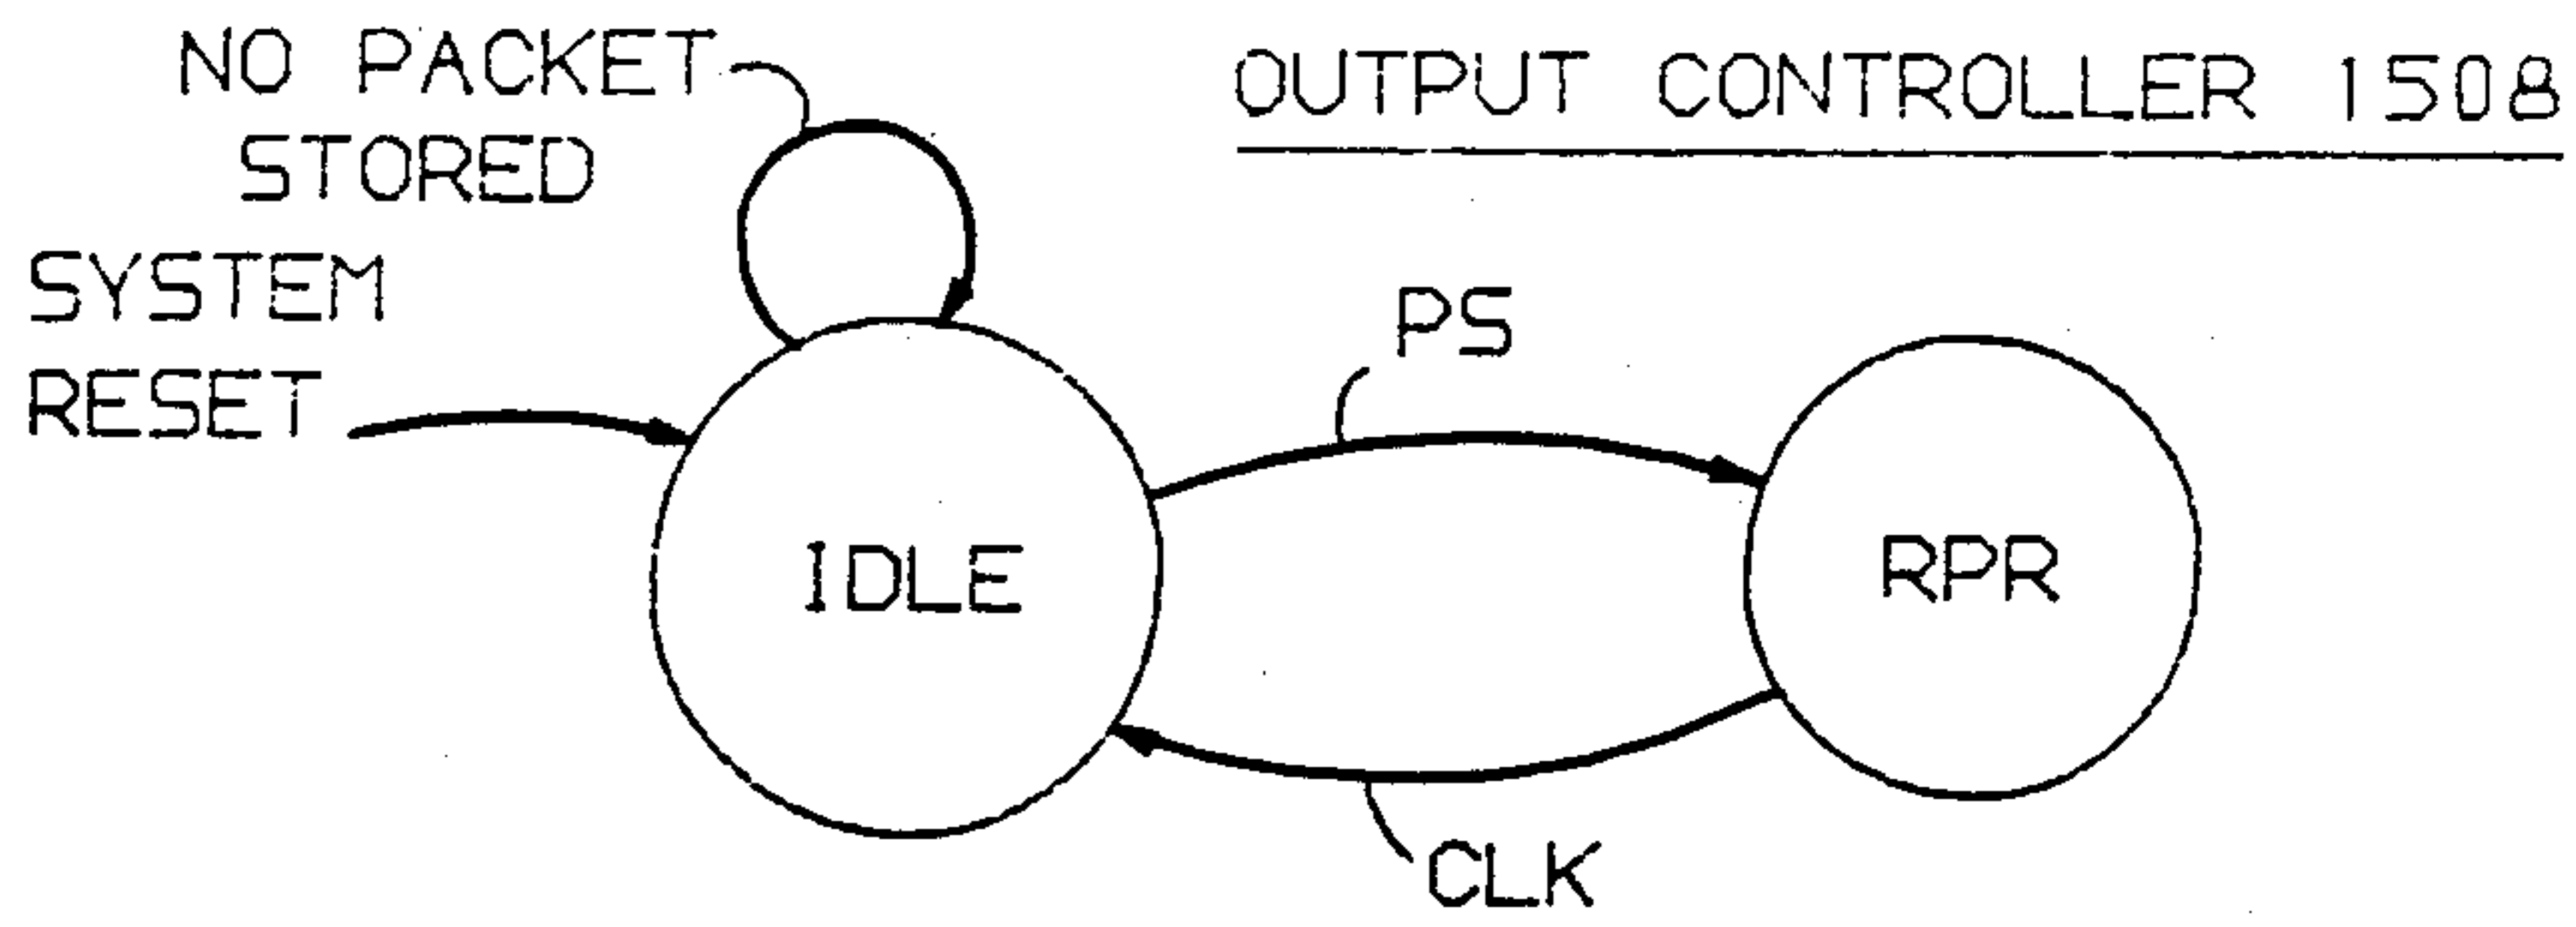 NO PACKET
STORED
OUTPUT CONTROLLER 1508
SYSTEM
RESET
PS
IDLE
RPR
CLK